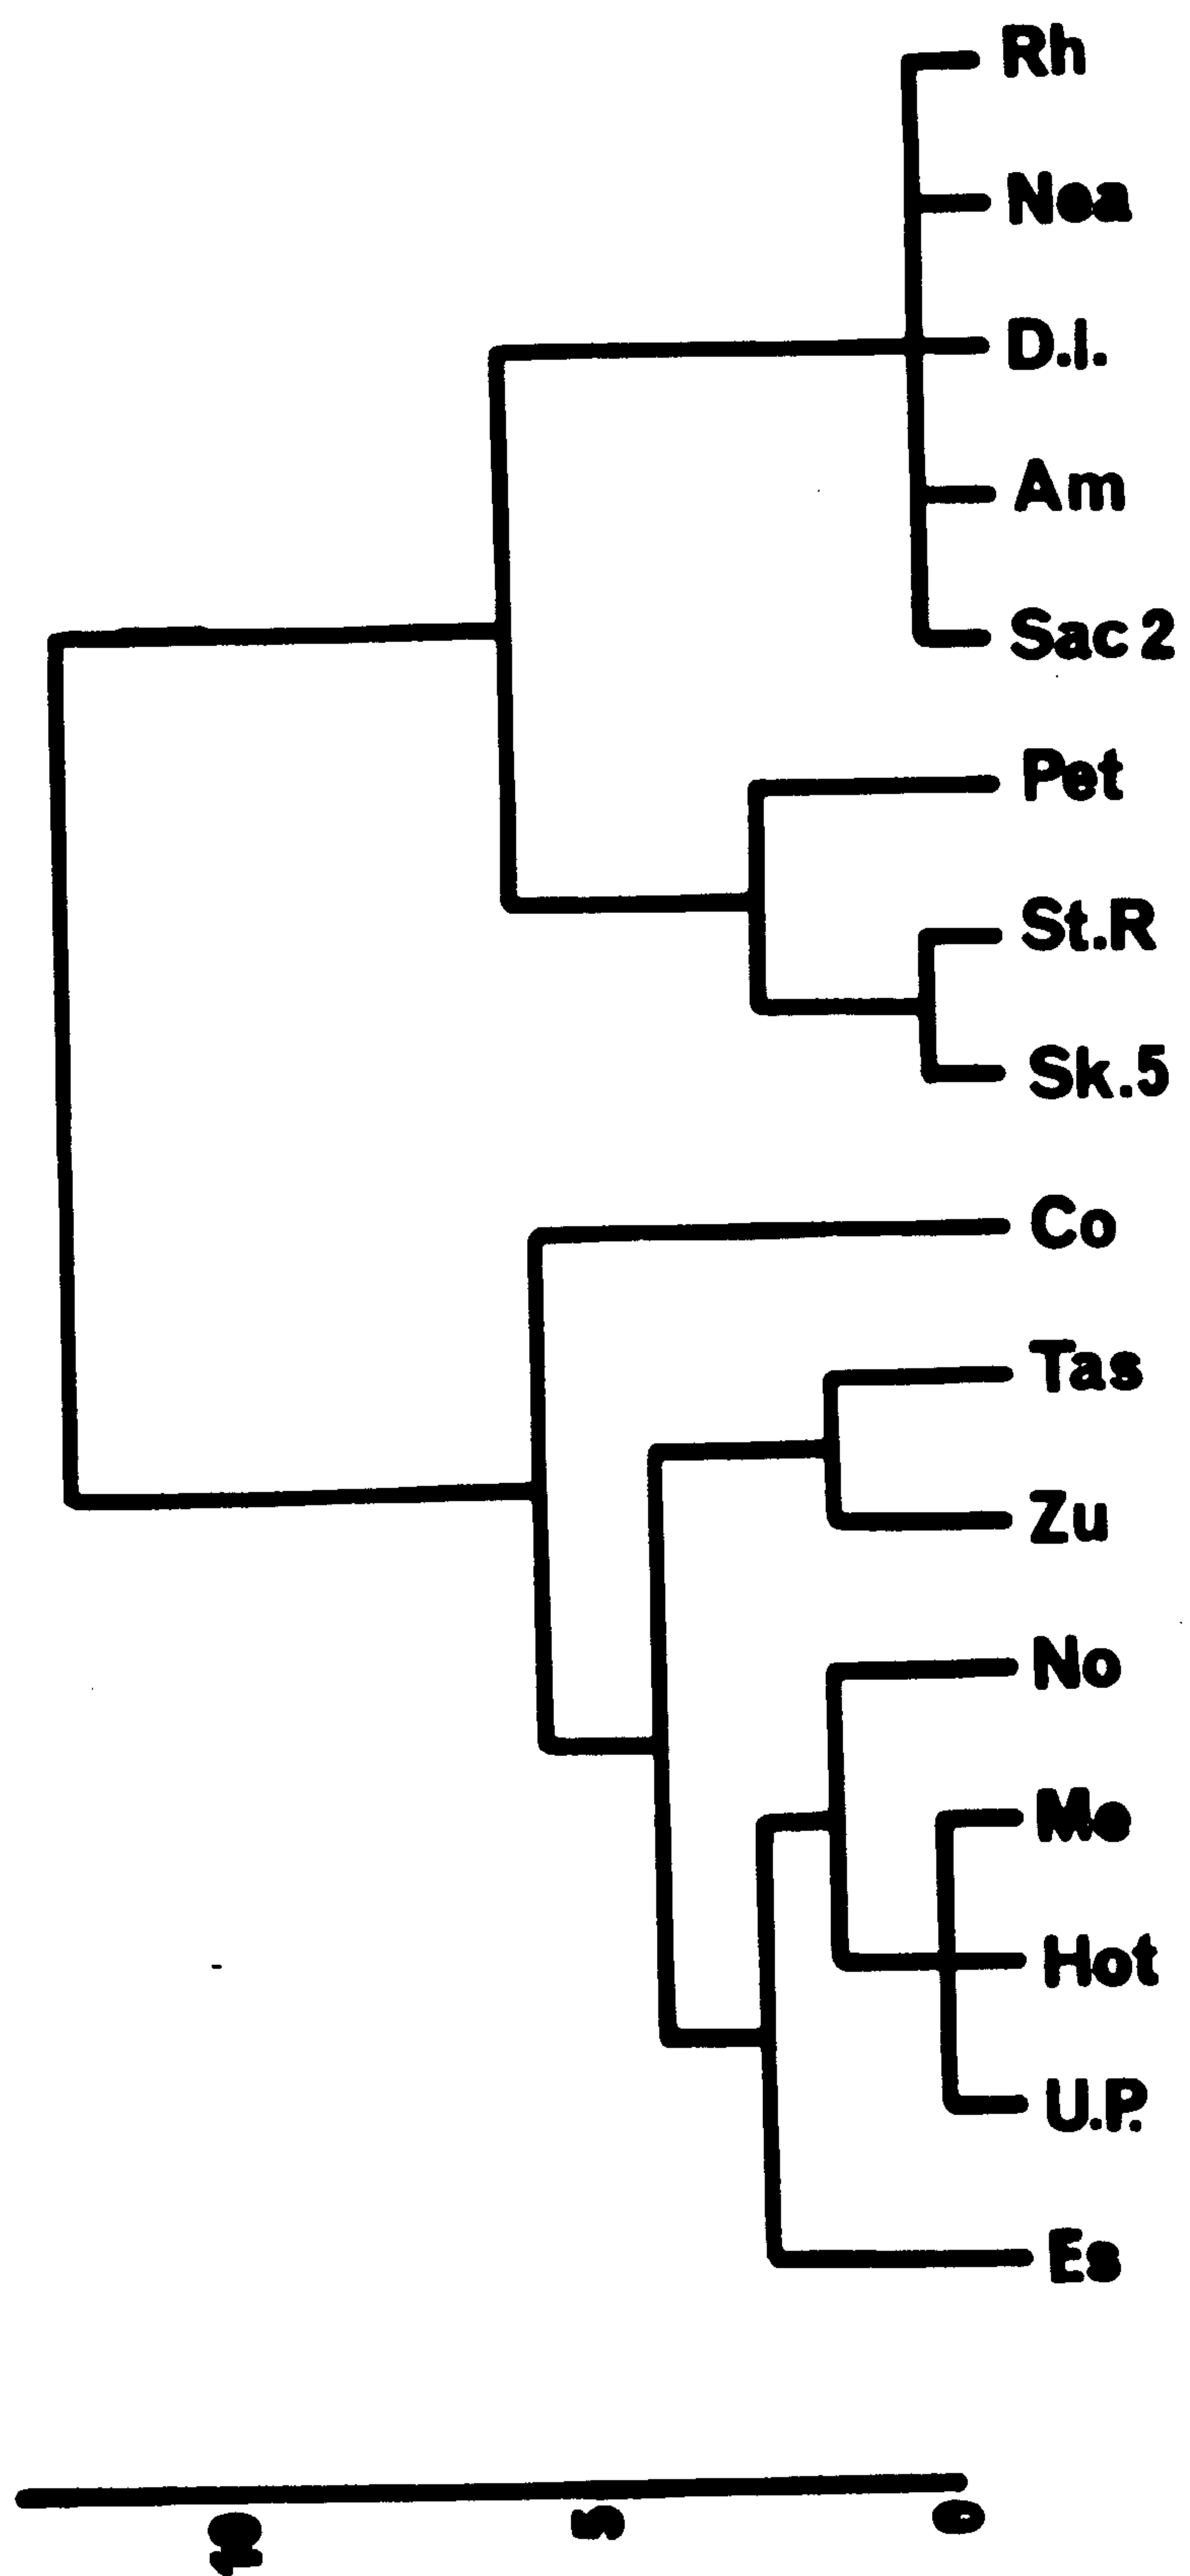 Rh
Nea
D.I.
Am
Sac 2
Pet
St.R
Sk.5
Co
Tas
Zu
No
Me
Hot
U.P.
Es
10 5 0